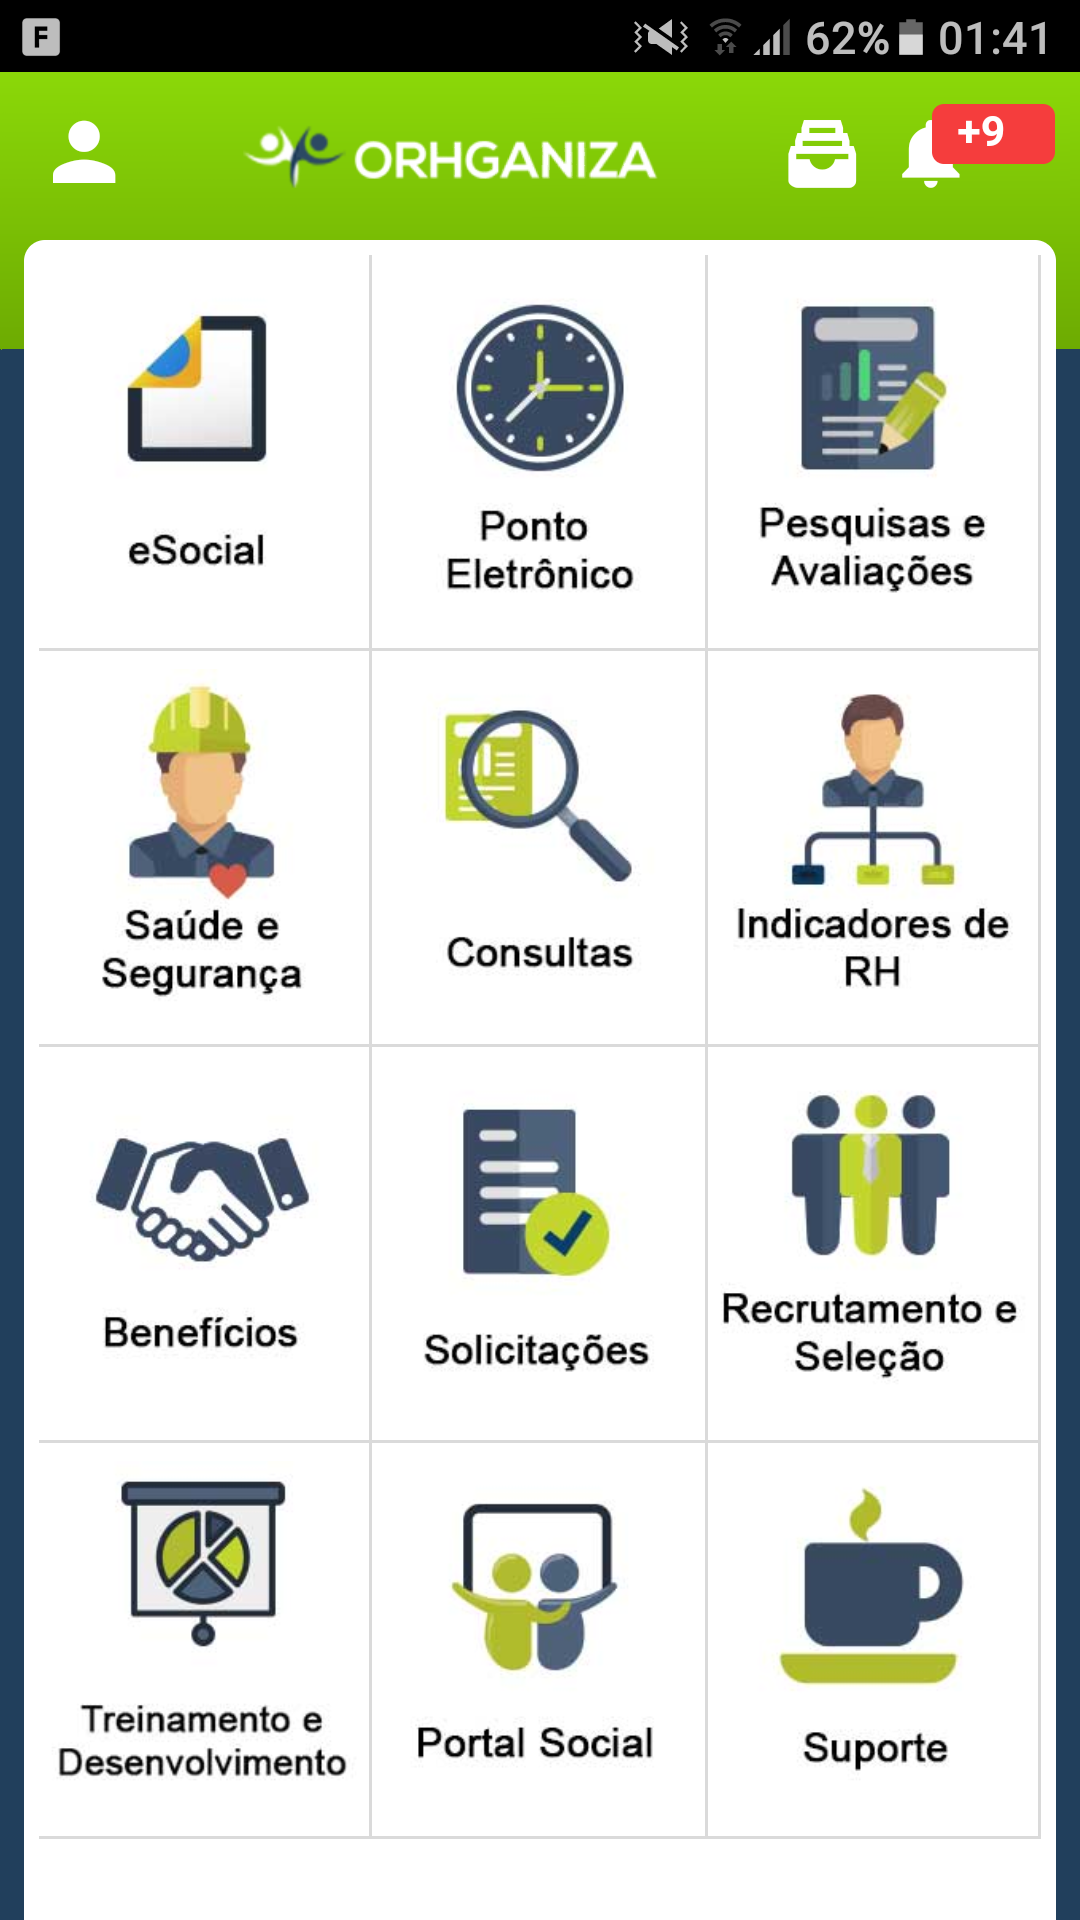 F
62%
01:41
ORHGANIZA
+9
eSocial
Ponto
Eletrônico
Pesquisas e
Avaliações
Saúde e
Segurança
Consultas
Indicadores de
RH
Benefícios
Solicitações
Recrutamento e
Seleção
Treinamento e
Desenvolvimento
Portal Social
Suporte